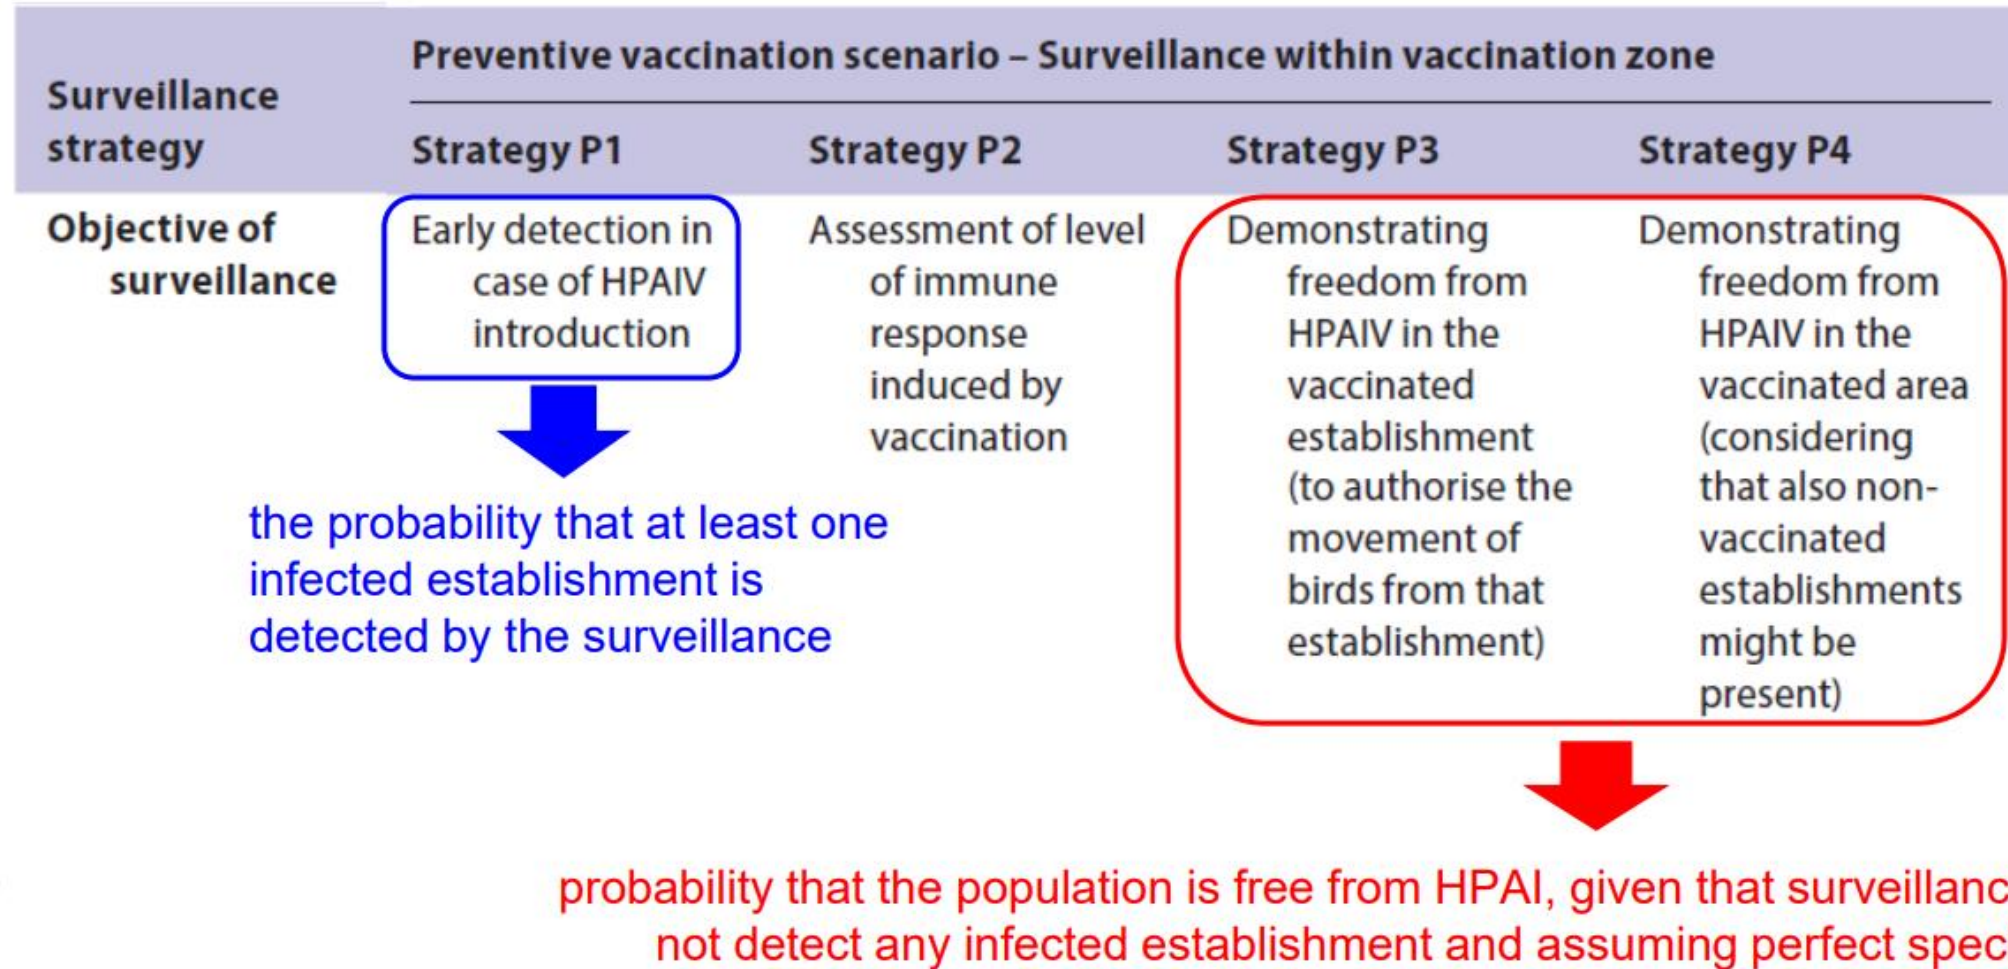 Preventive vaccination scenario – Surveillance within vaccination zone
Surveillance
strategy
Strategy P1
Strategy P2
Strategy P3
Strategy P4
Objective of
surveillance
Early detection in
case of HPAIV
introduction
Assessment of level
of immune
response
induced by
vaccination
Demonstrating
freedom from
HPAIV in the
vaccinated
establishment
(to authorise the
movement of
birds from that
establishment)
Demonstrating
freedom from
HPAIV in the
vaccinated area
(considering
that also non-
vaccinated
establishments
might be
present)
the probability that at least one
infected establishment is
detected by the surveillance
probability that the population is free from HPAI, given that
not detect any infected establishment and assuming perfect